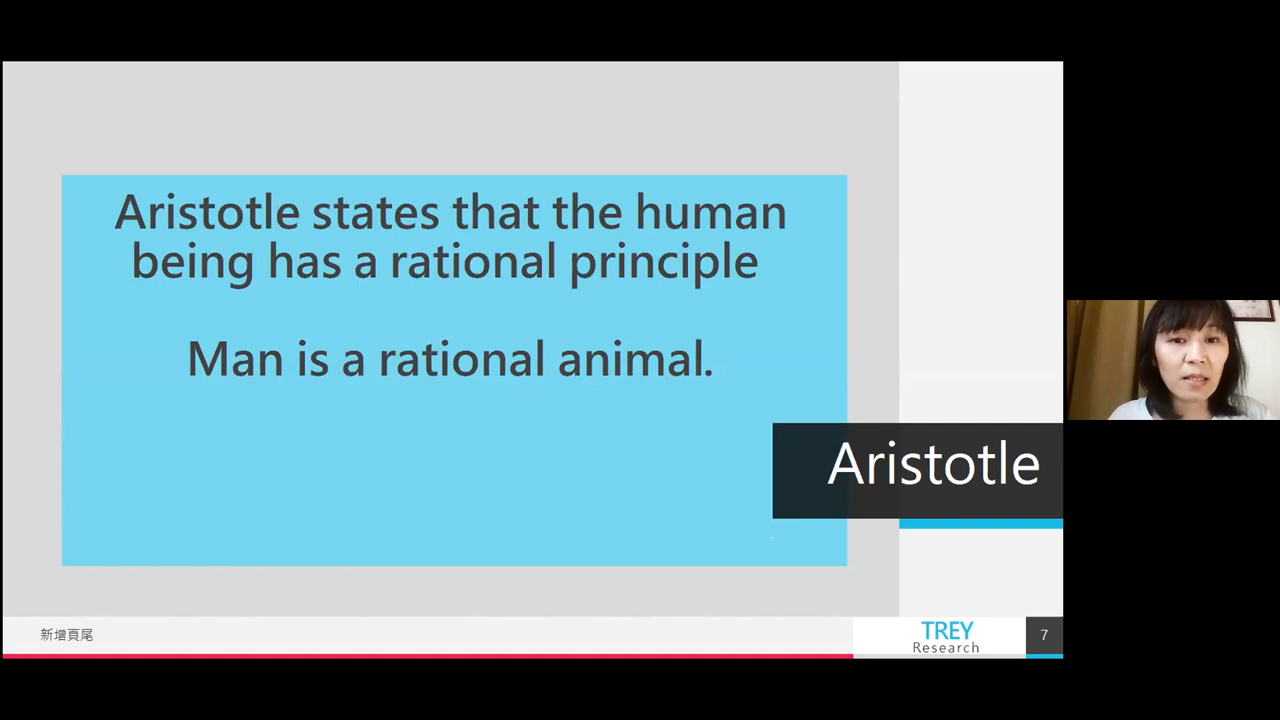 Aristotle states that the human
being has a rational principle
Man is a rational animal.
Aristotle
新增頁尾
TREY
Research
7